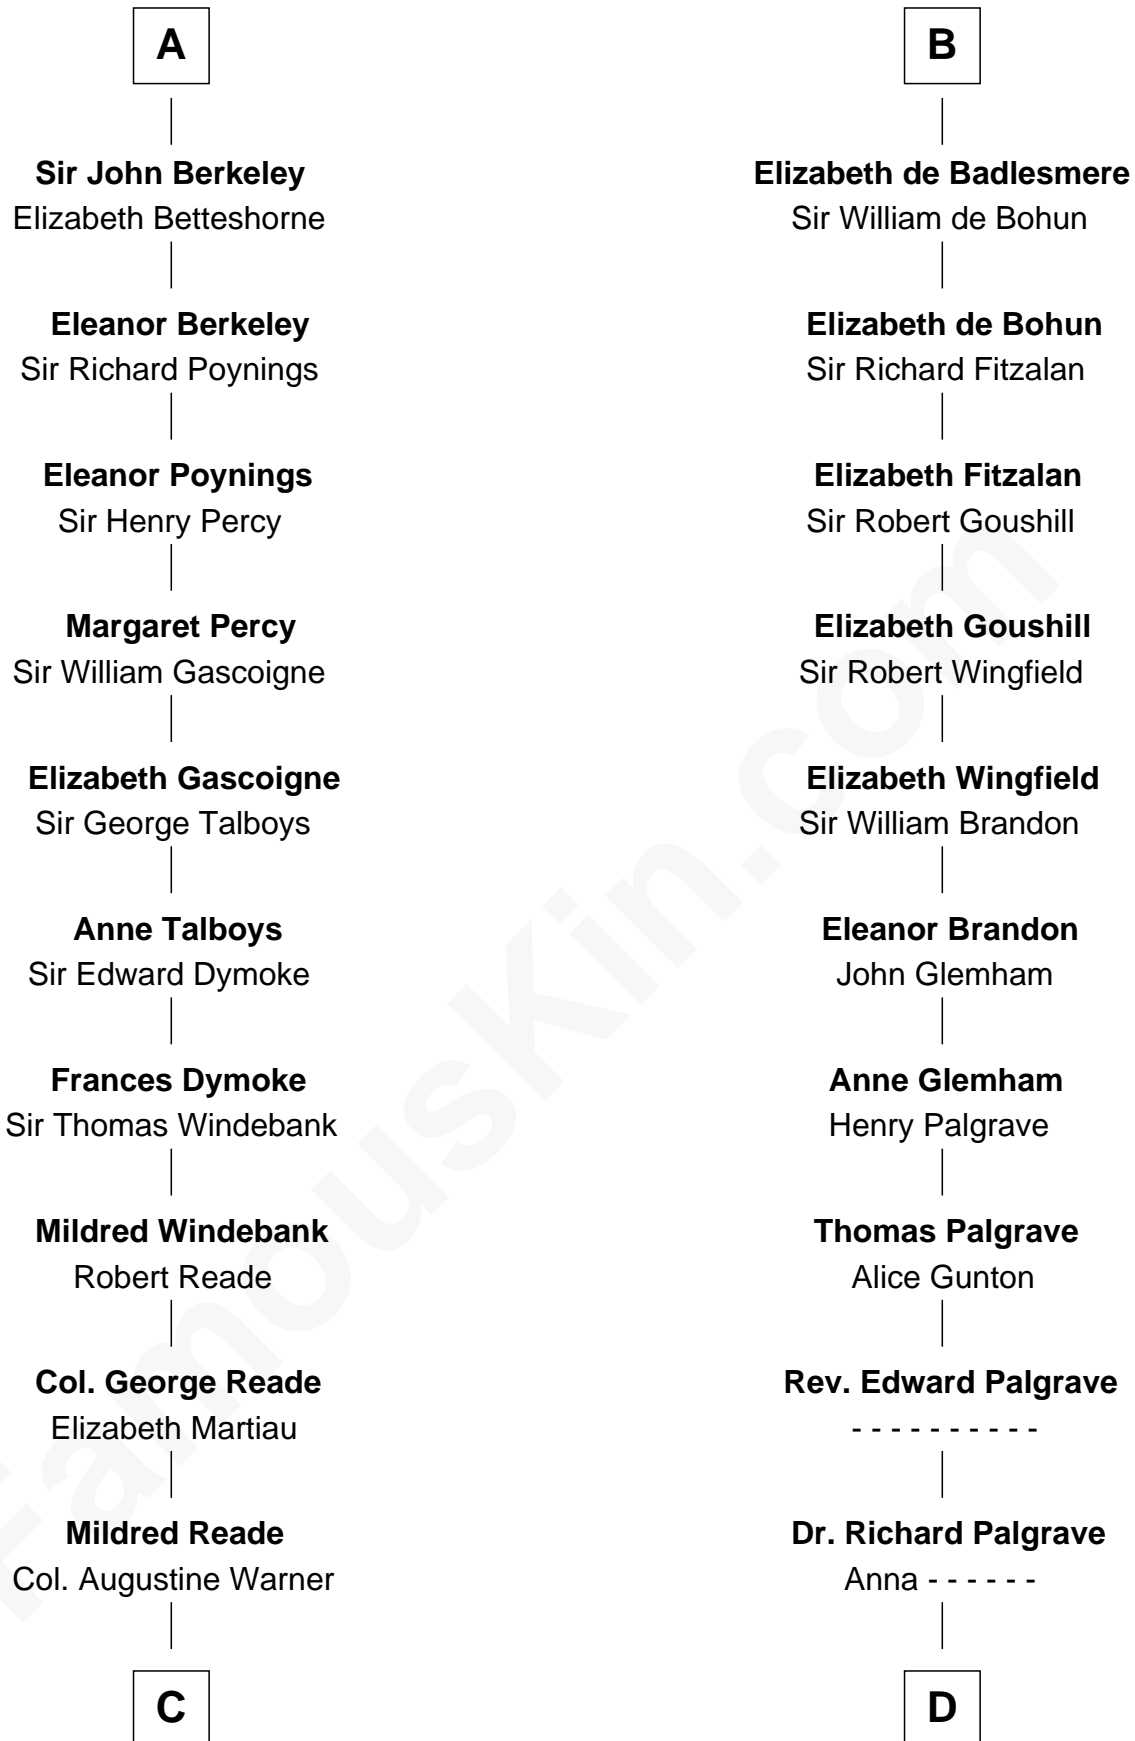 A
Sir John Berkeley
Elizabeth Betteshorne
Eleanor Berkeley
Sir Richard Poynings
Eleanor Poynings
Sir Henry Percy
Margaret Percy
Sir William Gascoigne
Elizabeth Gascoigne
Sir George Talboys
Anne Talboys
Sir Edward Dymoke
Frances Dymoke
Sir Thomas Windebank
Mildred Windebank
Robert Reade
Col. George Reade
Elizabeth Martiau
Mildred Reade
Col. Augustine Warner
C
B
Elizabeth de Badlesmere
Sir William de Bohun
Elizabeth de Bohun
Sir Richard Fitzalan
Elizabeth Fitzalan
Sir Robert Goushill
Elizabeth Goushill
Sir Robert Wingfield
Elizabeth Wingfield
Sir William Brandon
Eleanor Brandon
John Glemham
Anne Glemham
Henry Palgrave
Thomas Palgrave
Alice Gunton
Rev. Edward Palgrave
- - - - - - - - - -
Dr. Richard Palgrave
Anna - - - - - -
D
FamousKin.com